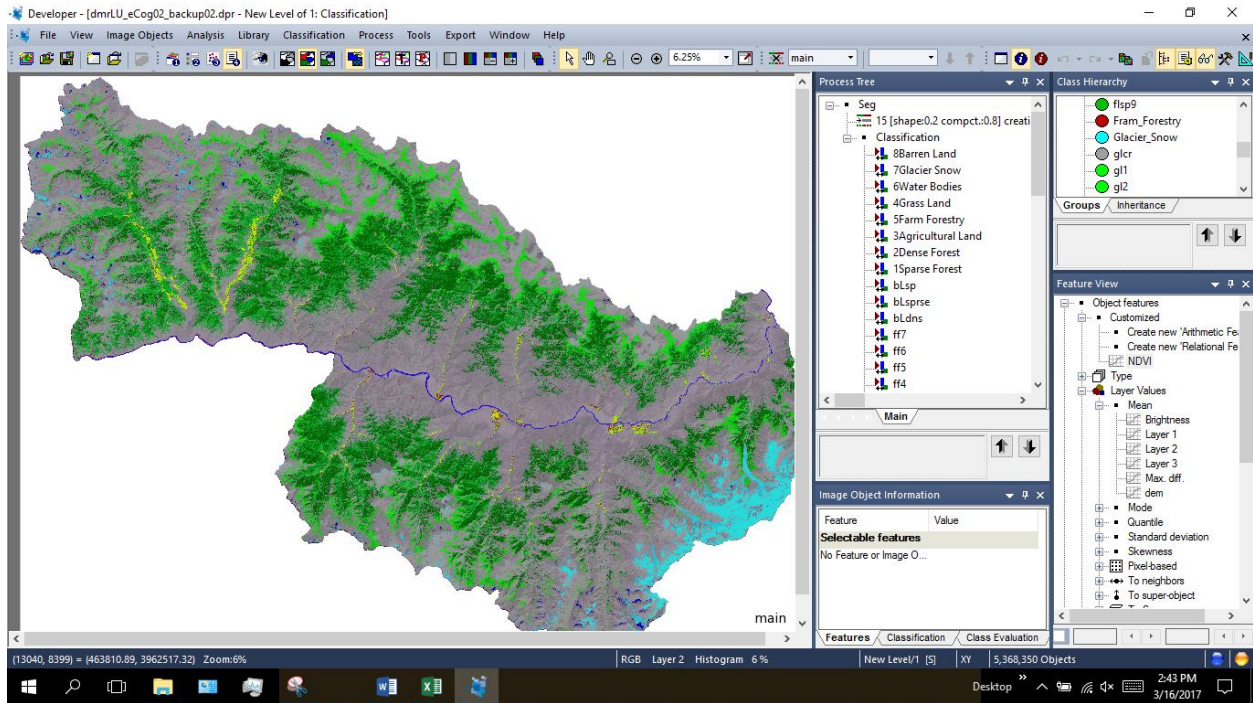 Developer - [dmrLU_eCog02_backup02.dpr - New Level of 1: Classification]
File View Image Objects Analysis Library Classification Process Tools Export Window Help
6.25% main
Process Tree
Seg
15 [shape:0.2 compct.:0.8] creati
Classification
8Barren Land
7Glacier Snow
6Water Bodies
4Grass Land
5Farm Forestry
3Agricultural Land
2Dense Forest
1Sparse Forest
bLsp
bLsprse
bLdns
ff7
ff6
ff5
ff4
Main
Class Hierarchy
flsp9
Fram_Forestry
Glacier_Snow
glcr
gl1
gl2
Groups Inheritance
Feature View
Object features
Customized
Create new 'Arithmetic Fe
Create new 'Relational Fe
NDVI
Type
Layer Values
Mean
Brightness
Layer 1
Layer 2
Layer 3
Max. diff.
dem
Mode
Quantile
Standard deviation
Skewness
Pixel-based
To neighbors
To super-object
Image Object Information
Feature Value
Selectable features
No Feature or Image O...
Features Classification Class Evaluation
main
(13040, 8399) = (463810.89, 3962517.32) Zoom:6% RGB Layer 2 Histogram 6 % New Level/1 [S] XY 5,368,350 Objects
Desktop 2:43 PM
3/16/2017